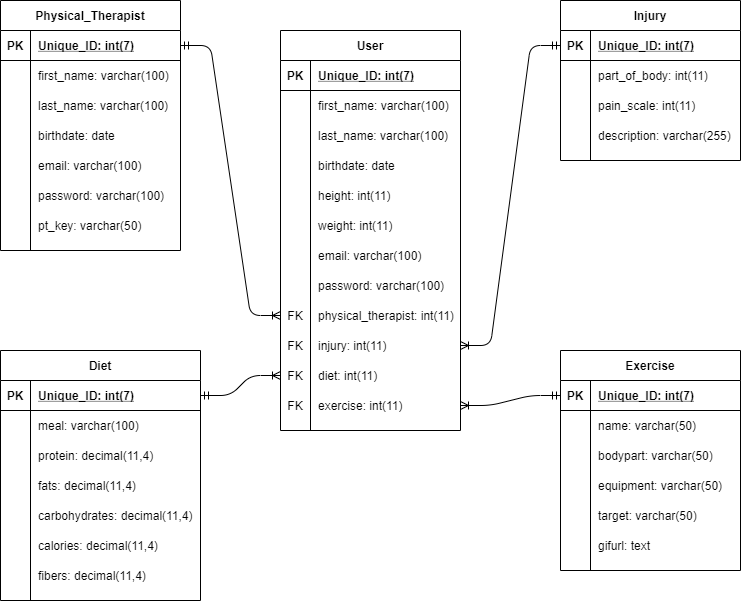 Physical_Therapist
PK Unique_ID: int(7)
first_name: varchar(100)
last_name: varchar(100)
birthdate: date
email: varchar(100)
password: varchar(100)
pt_key: varchar(50)
User
PK Unique_ID: int(7)
first_name: varchar(100)
last_name: varchar(100)
birthdate: date
height: int(11)
weight: int(11)
email: varchar(100)
password: varchar(100)
FK physical_therapist: int(11)
FK injury: int(11)
FK diet: int(11)
FK exercise: int(11)
Injury
PK Unique_ID: int(7)
part_of_body: int(11)
pain_scale: int(11)
description: varchar(255)
Diet
PK Unique_ID: int(7)
meal: varchar(100)
protein: decimal(11,4)
fats: decimal(11,4)
carbohydrates: decimal(11,4)
calories: decimal(11,4)
fibers: decimal(11,4)
Exercise
PK Unique_ID: int(7)
name: varchar(50)
bodypart: varchar(50)
equipment: varchar(50)
target: varchar(50)
gifurl: text